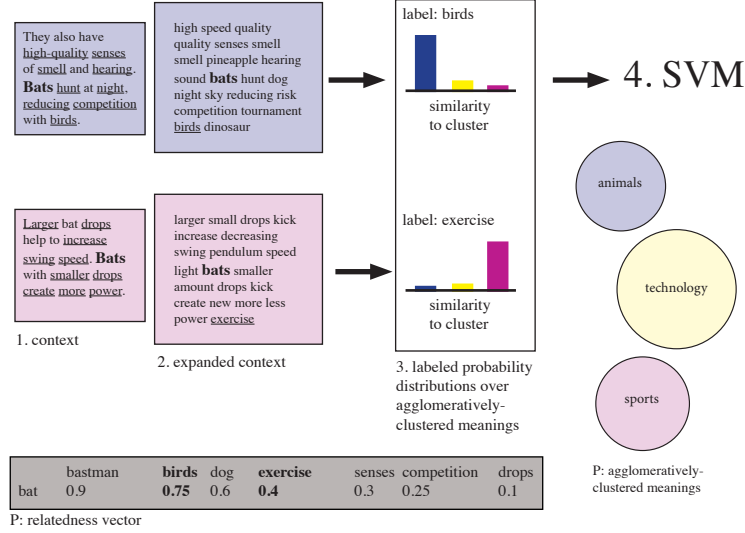 They also have
high-quality senses
of smell and hearing.
Bats hunt at night,
reducing competition
with birds.
high speed quality
quality senses smell
smell pineapple hearing
sound bats hunt dog
night sky reducing risk
competition tournament
birds dinosaur
label: birds
similarity
to cluster
4. SVM
Larger bat drops
help to increase
swing speed. Bats
with smaller drops
create more power.
1. context
larger small drops kick
increase decreasing
swing pendulum speed
light bats smaller
amount drops kick
create new more less
power exercise
2. expanded context
label: exercise
similarity
to cluster
3. labeled probability
distributions over
agglomeratively-
clustered meanings
animals
technology
sports
P: agglomeratively-
clustered meanings
bastman birds dog exercise senses competition drops
bat 0.9 0.75 0.6 0.4 0.3 0.25 0.1
P: relatedness vector